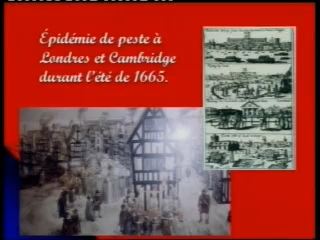 Épidémie de peste à
Londres et Cambridge
durant l'été de 1665.